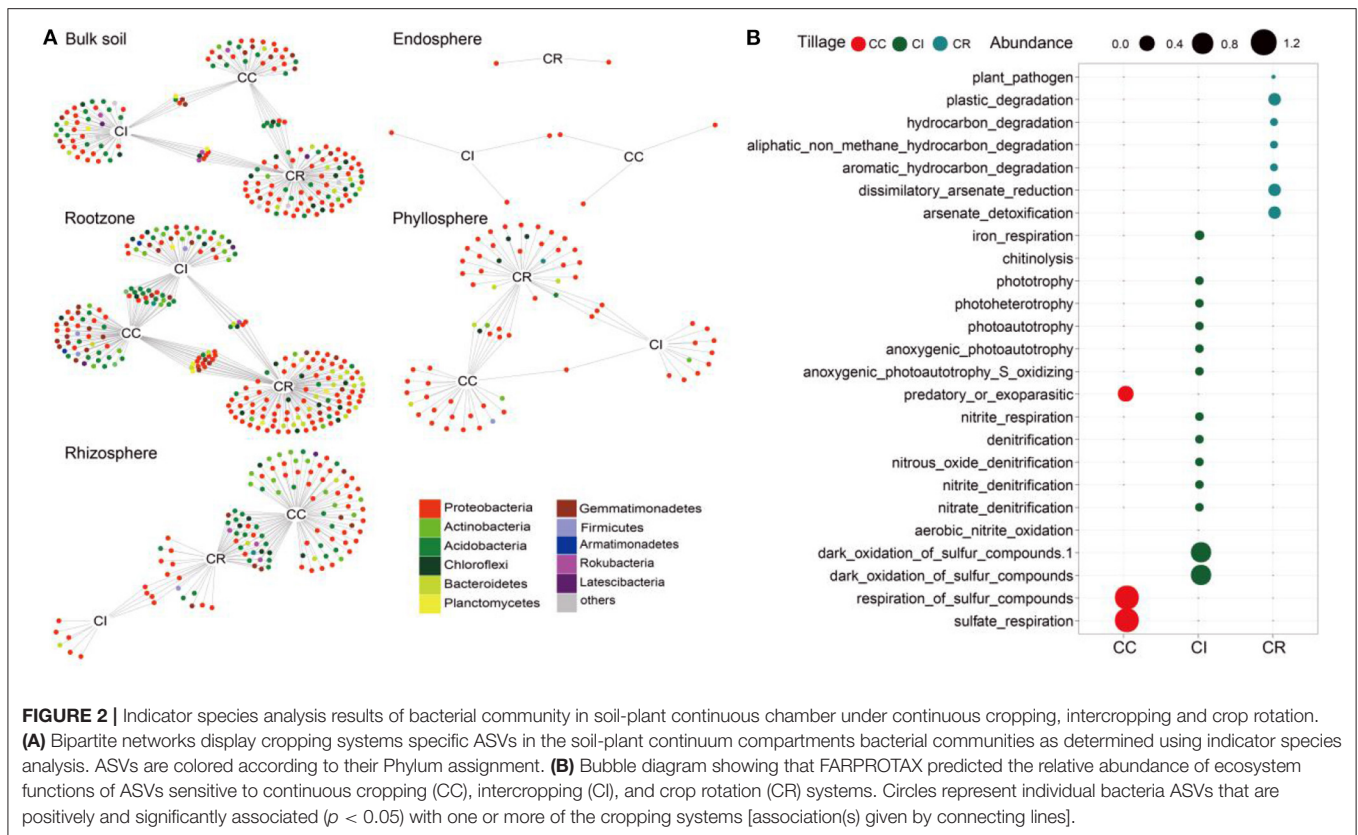 A
Bulk soil
CC
CI
CR
Endosphere
CR
CI
CC
Rootzone
CI
CC
CR
Phyllosphere
CR
CI
CC
Rhizosphere
CC
CR
CI
Proteobacteria
Actinobacteria
Acidobacteria
Chloroflexi
Bacteroidetes
Planctomycetes
Gemmatimonadetes
Firmicutes
Armatimonadetes
Rokubacteria
Latescibacteria
others
B
Tillage CC CI CR Abundance 0.0 0.4 0.8 1.2
plant_pathogen
plastic_degradation
hydrocarbon_degradation
aliphatic_non_methane_hydrocarbon_degradation
aromatic_hydrocarbon_degradation
dissimilatory_arsenate_reduction
arsenate_detoxification
iron_respiration
chitinolysis
phototrophy
photoheterotrophy
photoautotrophy
anoxygenic_photoautotrophy
anoxygenic_photoautotrophy_S_oxidizing
predatory_or_exoparasitic
nitrite_respiration
denitrification
nitrous_oxide_denitrification
nitrite_denitrification
nitrate_denitrification
aerobic_nitrite_oxidation
dark_oxidation_of_sulfur_compounds.1
dark_oxidation_of_sulfur_compounds
respiration_of_sulfur_compounds
sulfate_respiration
CC CI CR
FIGURE 2 | Indicator species analysis results of bacterial community in soil-plant continuous chamber under continuous cropping, intercropping and crop rotation.
(A) Bipartite networks display cropping systems specific ASVs in the soil-plant continuum compartments bacterial communities as determined using indicator species
analysis. ASVs are colored according to their Phylum assignment. (B) Bubble diagram showing that FARPROTAX predicted the relative abundance of ecosystem
functions of ASVs sensitive to continuous cropping (CC), intercropping (CI), and crop rotation (CR) systems. Circles represent individual bacteria ASVs that are
positively and significantly associated (p < 0.05) with one or more of the cropping systems [association(s) given by connecting lines].